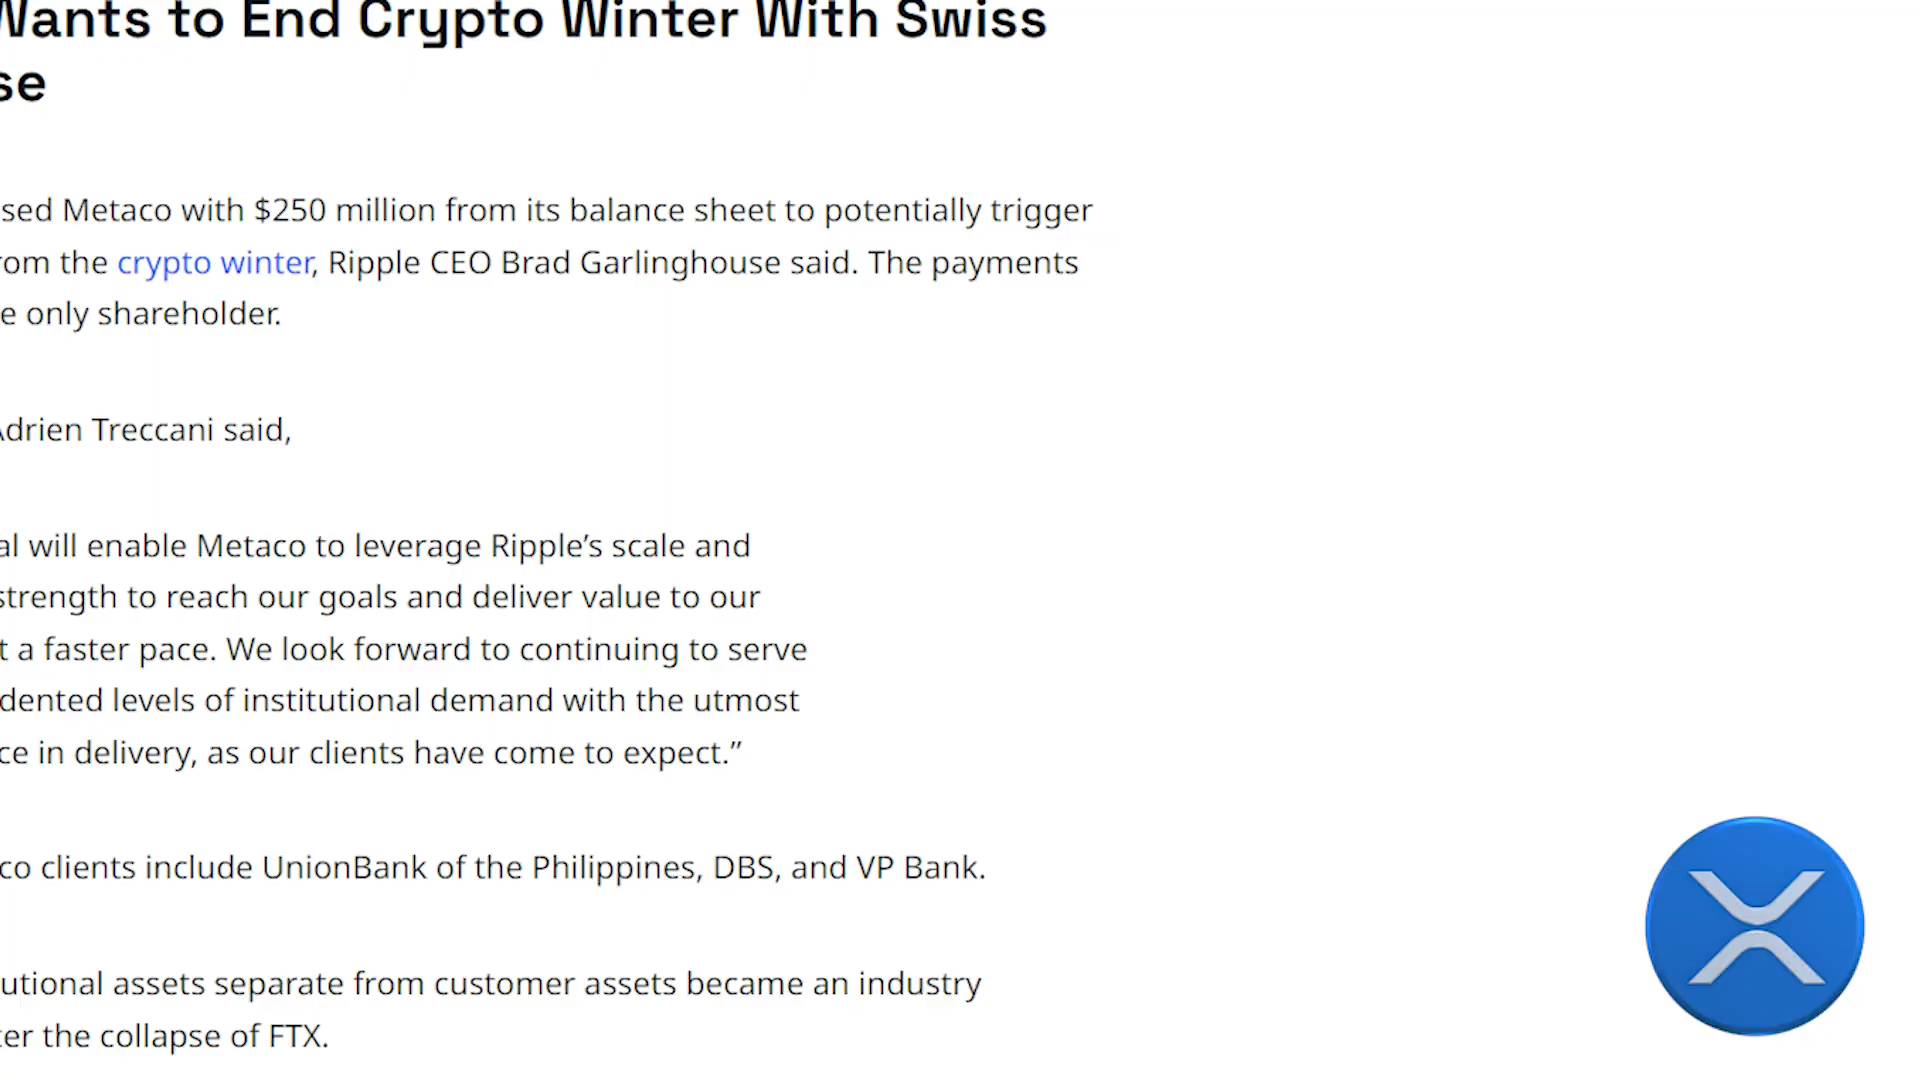 Wants to End Crypto Winter With Swiss
se
sed Metaco with $250 million from its balance sheet to potentially trigger
rom the crypto winter, Ripple CEO Brad Garlinghouse said. The payments
e only shareholder.
Adrien Treccani said,
al will enable Metaco to leverage Ripple’s scale and
strength to reach our goals and deliver value to our
t a faster pace. We look forward to continuing to serve
dented levels of institutional demand with the utmost
ce in delivery, as our clients have come to expect.”
co clients include UnionBank of the Philippines, DBS, and VP Bank.
utional assets separate from customer assets became an industry
ter the collapse of FTX.